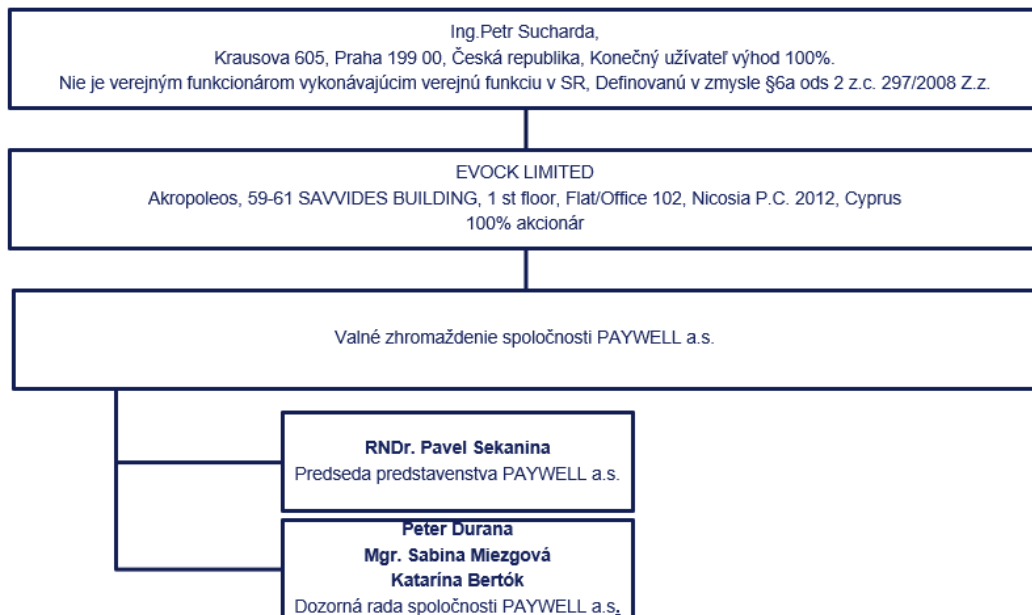 Ing.Petr Sucharda,
Krausova 605, Praha 199 00, Česká republika, Konečný užívateľ výhod 100%.
Nie je verejným funkcionárom vykonávajúcim verejnú funkciu v SR, Definovanú v zmysle §6a ods 2 z.c. 297/2008 Z.z.
EVOCK LIMITED
Akropoleos, 59-61 SAVVIDES BUILDING, 1 st floor, Flat/Office 102, Nicosia P.C. 2012, Cyprus
100% akcionár
Valné zhromaždenie spoločnosti PAYWELL a.s.
RNDr. Pavel Sekanina
Predseda predstavenstva PAYWELL a.s.
Peter Durana
Mgr. Sabina Miezgová
Katarína Bertók
Dozorná rada spoločnosti PAYWELL a.s.